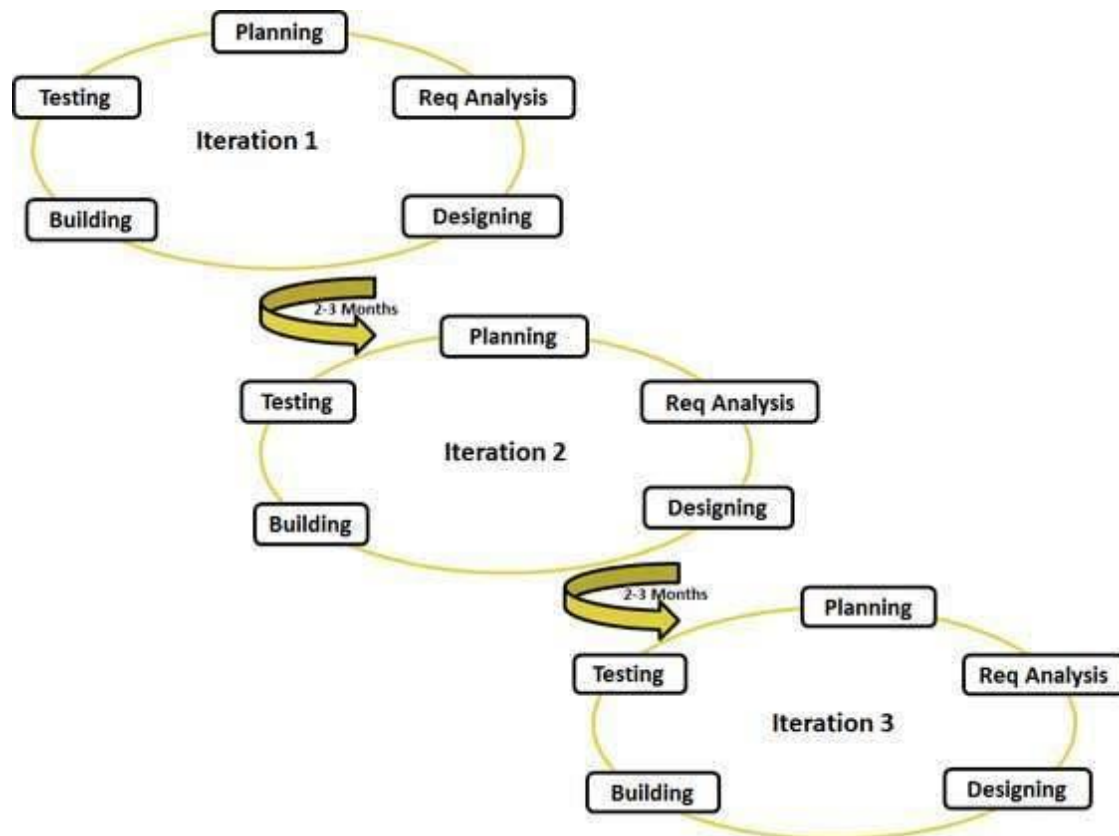 Planning
Testing
Req Analysis
Iteration 1
Building
Designing
2-3 Months
Planning
Testing
Req Analysis
Iteration 2
Building
Designing
2-3 Months
Planning
Testing
Req Analysis
Iteration 3
Building
Designing